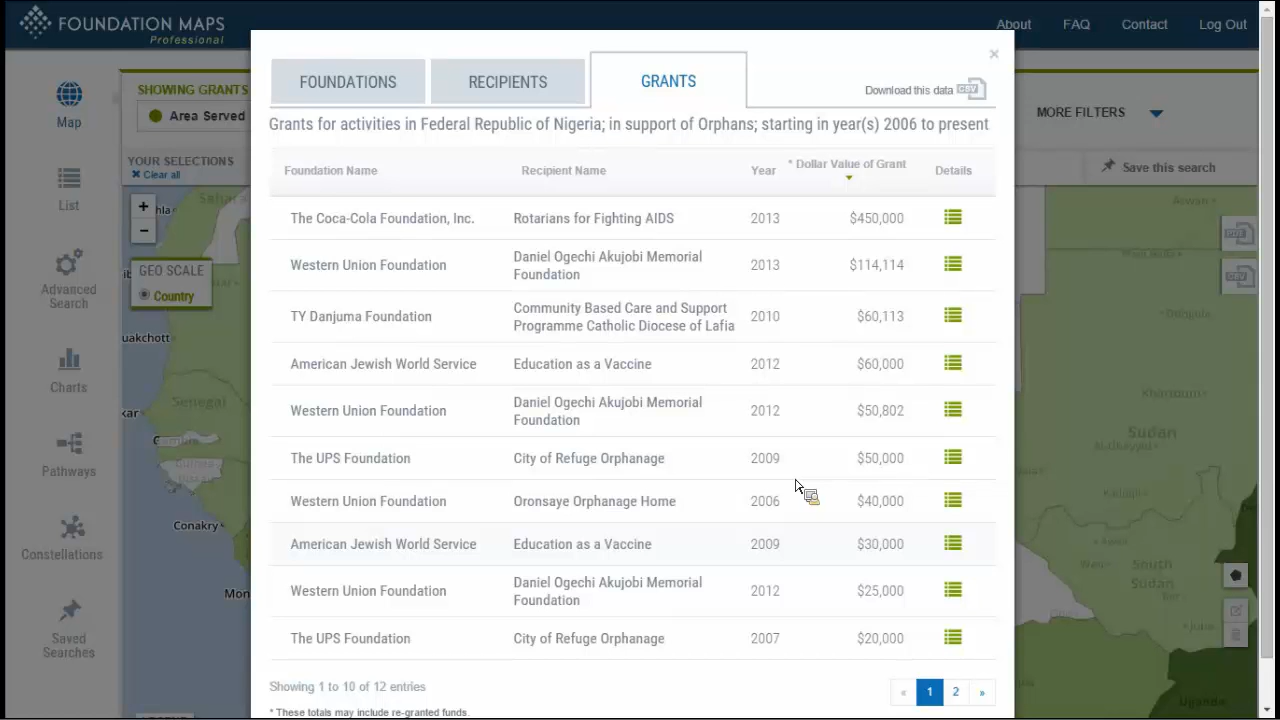 FOUNDATION MAPS
Professional
About FAQ Contact Log Out
Map
List
Advanced
Search
Charts
Pathways
Constellations
Saved
Searches
SHOWING GRANTS
Area Served
MORE FILTERS
YOUR SELECTIONS
Clear all
Save this search
+
-
GEO SCALE
Country
×
FOUNDATIONS RECIPIENTS GRANTS
Download this data CSV
Grants for activities in Federal Republic of Nigeria; in support of Orphans; starting in year(s) 2006 to present
Foundation Name Recipient Name Year * Dollar Value of Grant Details
The Coca-Cola Foundation, Inc. Rotarians for Fighting AIDS 2013 $450,000
Western Union Foundation Daniel Ogechi Akujobi Memorial Foundation 2013 $114,114
TY Danjuma Foundation Community Based Care and Support Programme Catholic Diocese of Lafia 2010 $60,113
American Jewish World Service Education as a Vaccine 2012 $60,000
Western Union Foundation Daniel Ogechi Akujobi Memorial Foundation 2012 $50,802
The UPS Foundation City of Refuge Orphanage 2009 $50,000
Western Union Foundation Oronsaye Orphanage Home 2006 $40,000
American Jewish World Service Education as a Vaccine 2009 $30,000
Western Union Foundation Daniel Ogechi Akujobi Memorial Foundation 2012 $25,000
The UPS Foundation City of Refuge Orphanage 2007 $20,000
Showing 1 to 10 of 12 entries
« 1 2 »
* These totals may include re-granted funds.
uakchott
Senegal
kar
Conakry
Mon
Khartoum
Sudan
South
Sudan
Juba
Uganda
PDF
CSV